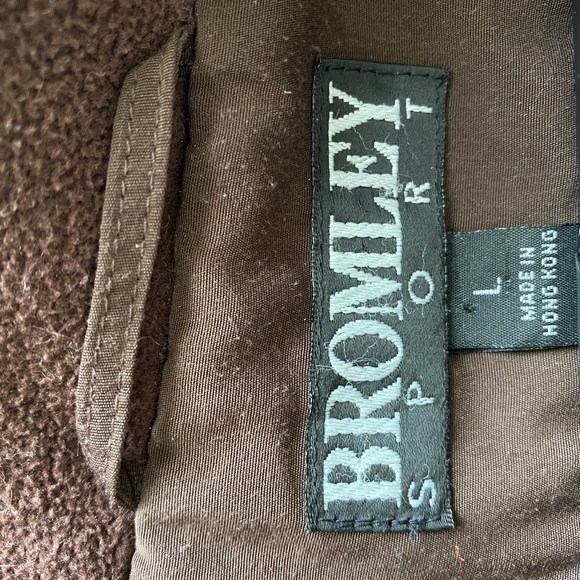 BROMLEY
SPORT
L
MADE IN
HONG KONG